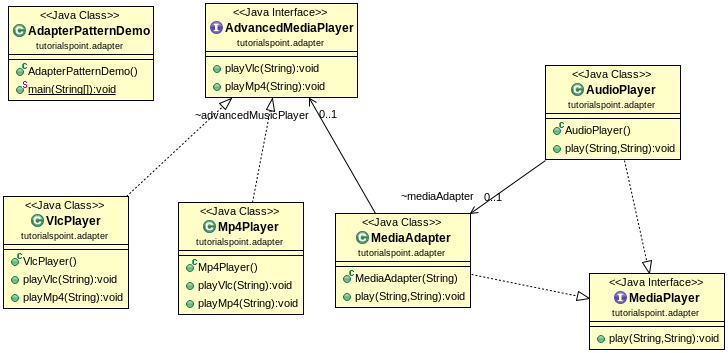 <<Java Class>>
AdapterPatternDemo
tutorialspoint.adapter
AdapterPatternDemo()
main(String[]):void
<<Java Interface>>
AdvancedMediaPlayer
tutorialspoint.adapter
playVlc(String):void
playMp4(String):void
<<Java Class>>
AudioPlayer
tutorialspoint.adapter
AudioPlayer()
play(String,String):void
~advancedMusicPlayer
0..1
~mediaAdapter
0..1
<<Java Class>>
VlcPlayer
tutorialspoint.adapter
VlcPlayer()
playVlc(String):void
playMp4(String):void
<<Java Class>>
Mp4Player
tutorialspoint.adapter
Mp4Player()
playVlc(String):void
playMp4(String):void
<<Java Class>>
MediaAdapter
tutorialspoint.adapter
MediaAdapter(String)
play(String,String):void
<<Java Interface>>
MediaPlayer
tutorialspoint.adapter
play(String,String):void